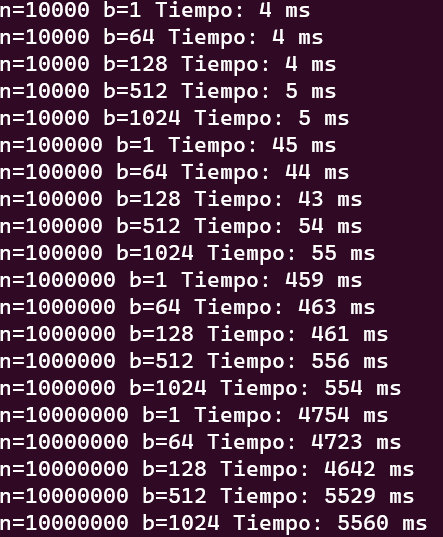 n=10000 b=1 Tiempo: 4 ms
n=10000 b=64 Tiempo: 4 ms
n=10000 b=128 Tiempo: 4 ms
n=10000 b=512 Tiempo: 5 ms
n=10000 b=1024 Tiempo: 5 ms
n=100000 b=1 Tiempo: 45 ms
n=100000 b=64 Tiempo: 44 ms
n=100000 b=128 Tiempo: 43 ms
n=100000 b=512 Tiempo: 54 ms
n=100000 b=1024 Tiempo: 55 ms
n=1000000 b=1 Tiempo: 459 ms
n=1000000 b=64 Tiempo: 463 ms
n=1000000 b=128 Tiempo: 461 ms
n=1000000 b=512 Tiempo: 556 ms
n=1000000 b=1024 Tiempo: 554 ms
n=10000000 b=1 Tiempo: 4754 ms
n=10000000 b=64 Tiempo: 4723 ms
n=10000000 b=128 Tiempo: 4642 ms
n=10000000 b=512 Tiempo: 5529 ms
n=10000000 b=1024 Tiempo: 5560 ms